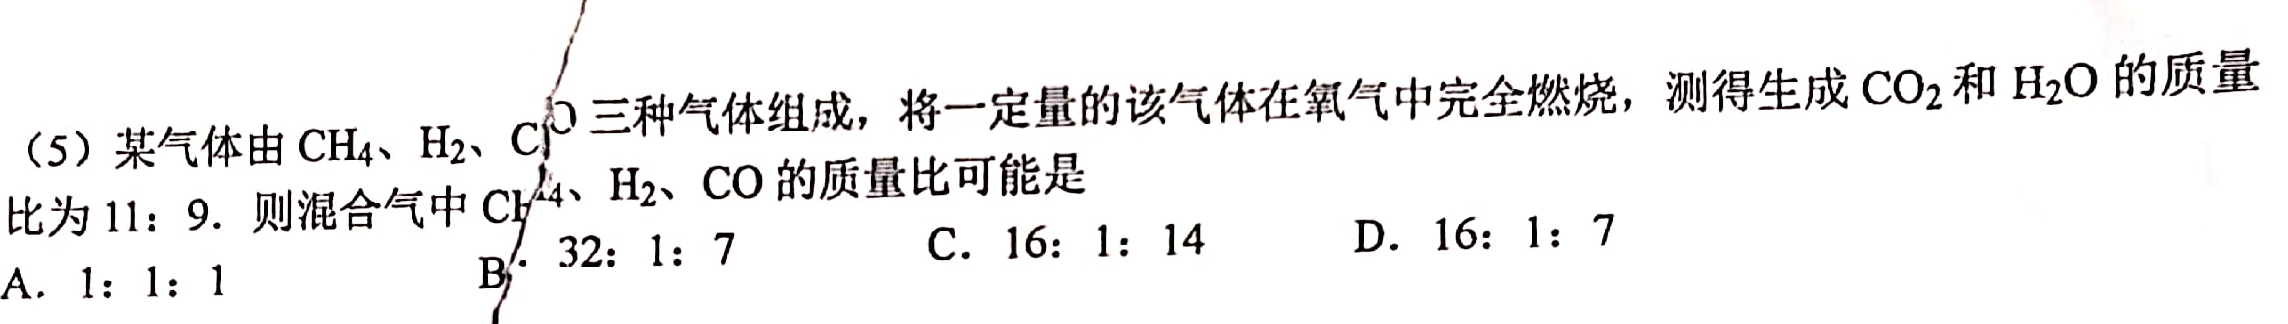 （5）某气体由 CH₄、H₂、CO 三种气体组成，将一定量的该气体在氧气中完全燃烧，测得生成 CO₂ 和 H₂O 的质量
比为 11：9．则混合气中 CH₄、H₂、CO 的质量比可能是
A．1：1：1 B．32：1：7 C．16：1：14 D．16：1：7